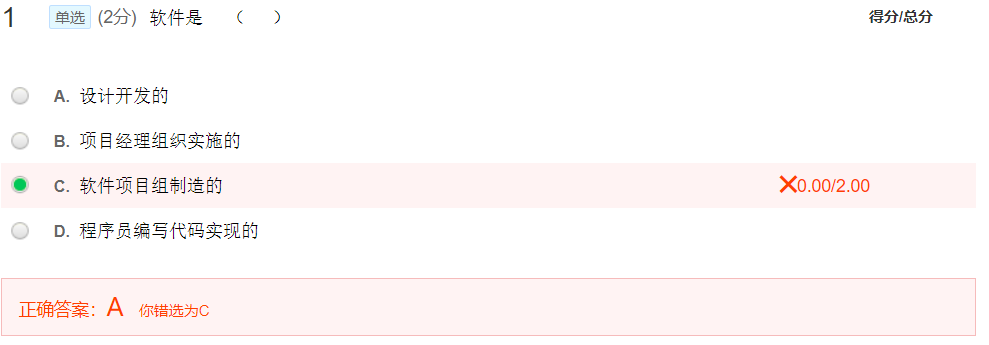 1 单选 (2分) 软件是 （ ） 得分/总分
A. 设计开发的
B. 项目经理组织实施的
C. 软件项目组制造的 ✕0.00/2.00
D. 程序员编写代码实现的
正确答案：A 你错选为C